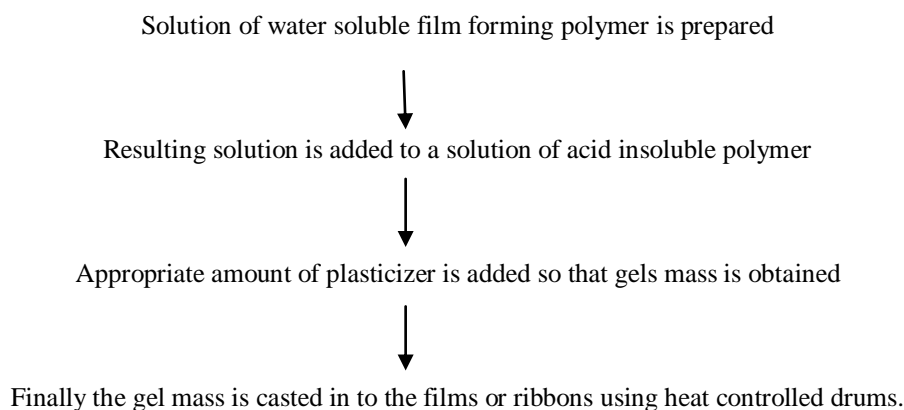 Solution of water soluble film forming polymer is prepared
Resulting solution is added to a solution of acid insoluble polymer
Appropriate amount of plasticizer is added so that gels mass is obtained
Finally the gel mass is casted in to the films or ribbons using heat controlled drums.